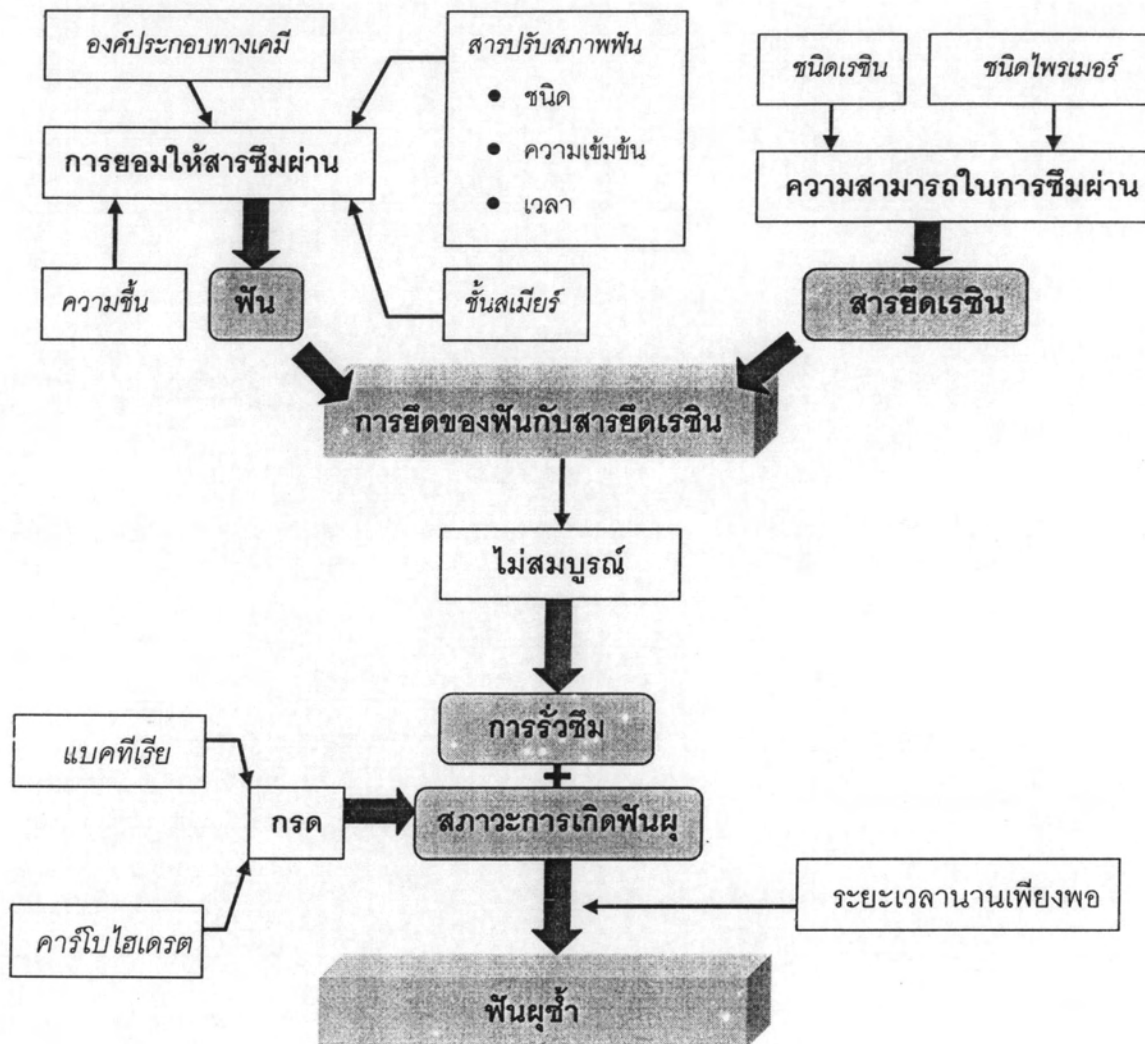 องค์ประกอบทางเคมี
สารปรับสภาพฟัน
• ชนิด
• ความเข้มข้น
• เวลา
ชนิดเรซิน
ชนิดไพรเมอร์
การยอมให้สารซึมผ่าน
ความสามารถในการซึมผ่าน
ความชื้น
ฟัน
ชั้นสเมียร์
สารยึดเรซิน
การยึดของฟันกับสารยึดเรซิน
ไม่สมบูรณ์
การรั่วซึม
+
แบคทีเรีย
กรด
สภาวะการเกิดฟันผุ
คาร์โบไฮเดรต
ระยะเวลานานเพียงพอ
ฟันผุซ้ำ